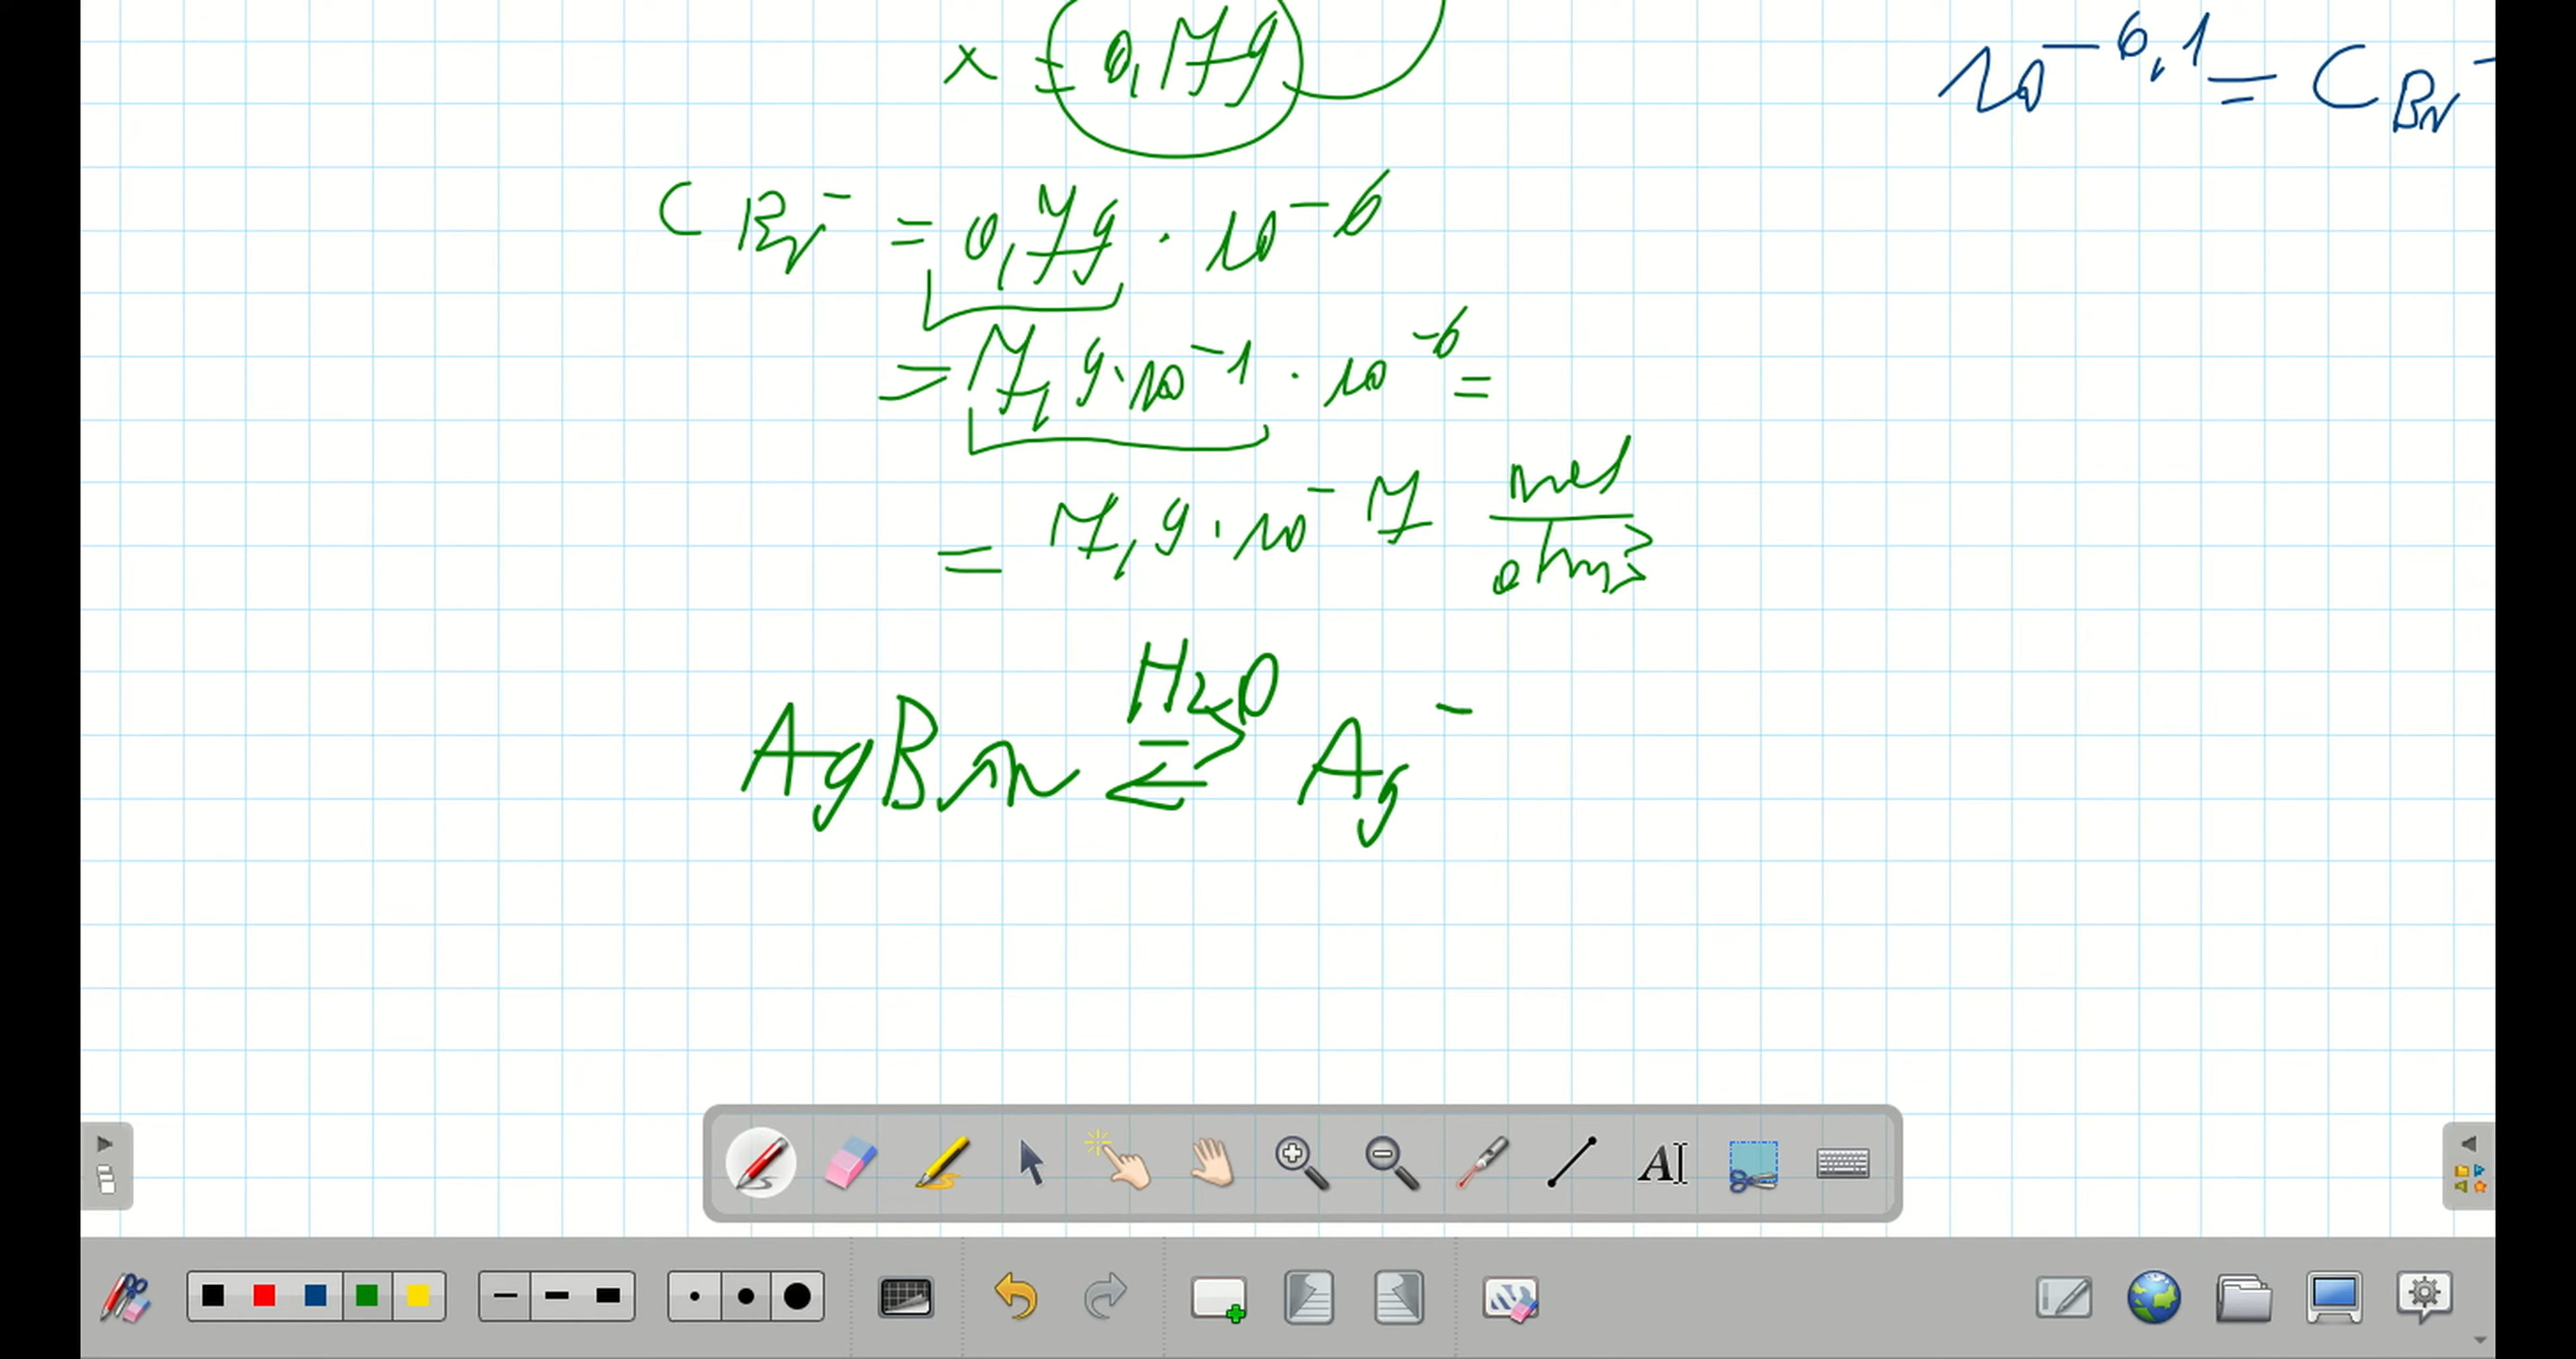 x = 0,79
10^-6,1 = C Br^-
C Br^- = 0,79 · 10^-6
= 7,9 · 10^-1 · 10^-6 =
= 7,9 · 10^-7 mol/dm3
H2O
AgBr ⇌ Ag^-